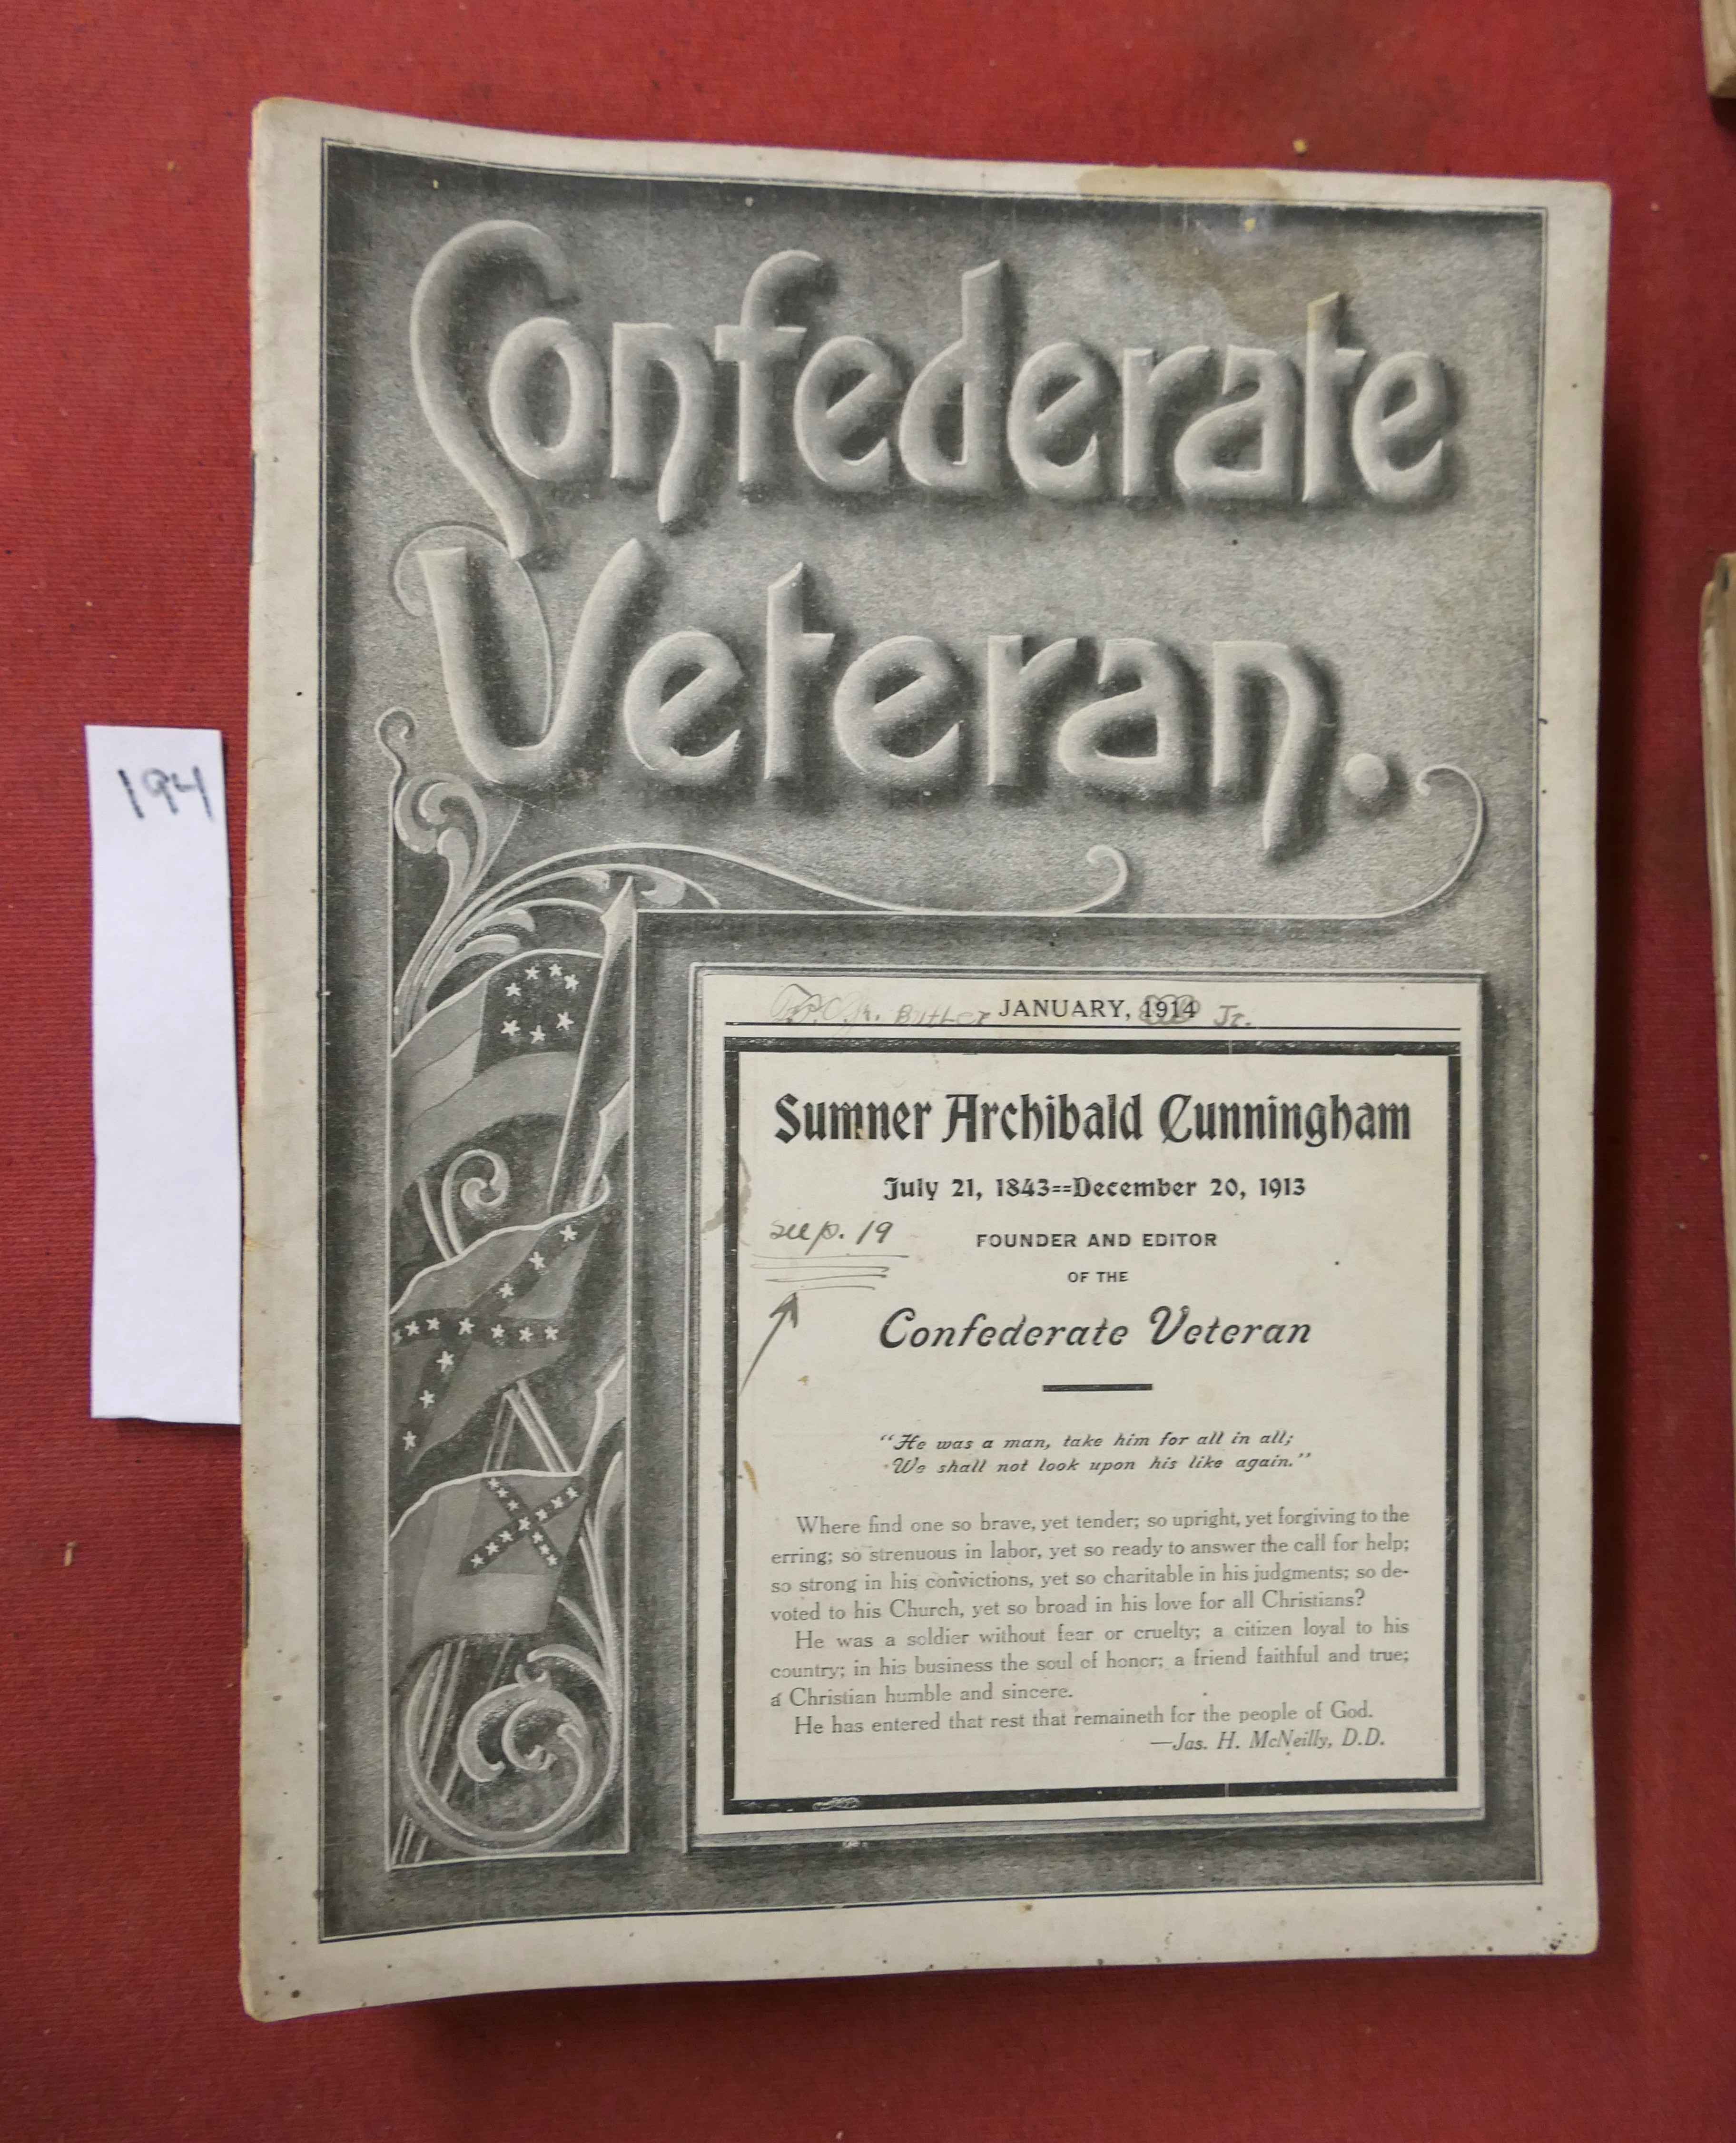 194
Confederate
Veteran.
Butler JANUARY, 1914 Jr.
Sumner Archibald Cunningham
July 21, 1843==December 20, 1913
see p. 19
FOUNDER AND EDITOR
OF THE
Confederate Veteran
"He was a man, take him for all in all;
We shall not look upon his like again."
Where find one so brave, yet tender; so upright, yet forgiving to the
erring; so strenuous in labor, yet so ready to answer the call for help;
so strong in his convictions, yet so charitable in his judgments; so de-
voted to his Church, yet so broad in his love for all Christians?
He was a soldier without fear or cruelty; a citizen loyal to his
country; in his business the soul of honor; a friend faithful and true;
a Christian humble and sincere.
He has entered that rest that remaineth for the people of God.
—Jas. H. McNeilly, D.D.